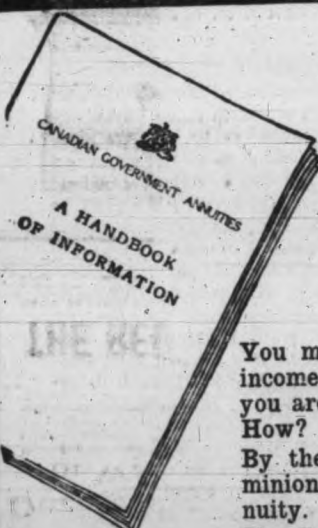 CANADIAN GOVERNMENT ANNUITIES
A HANDBOOK
OF INFORMATION
You m
income
you are
How?
By the
minion
nuity.